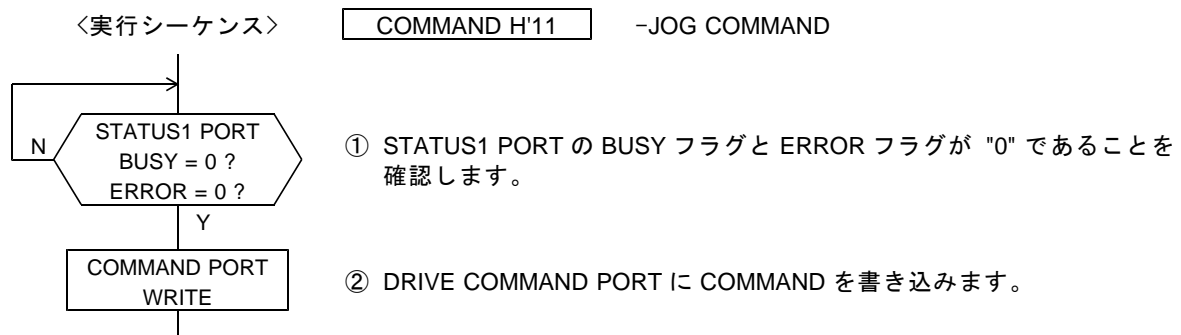 〈実行シーケンス〉 COMMAND H'11 −JOG COMMAND
N
STATUS1 PORT
BUSY = 0 ?
ERROR = 0 ?
① STATUS1 PORT の BUSY フラグと ERROR フラグが "0" であることを
確認します。
Y
COMMAND PORT
WRITE
② DRIVE COMMAND PORT に COMMAND を書き込みます。